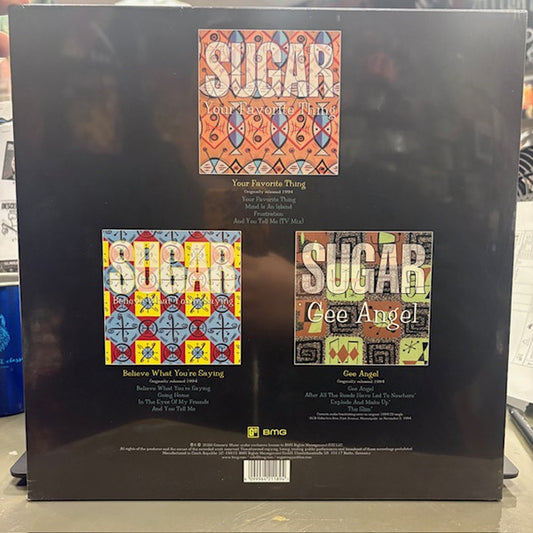 SUGAR
Your Favorite Thing
Your Favorite Thing
Originally released 1994
Your Favorite Thing
Mind Is An Island
Frustration
And You Tell Me (TV Mix)
SUGAR
Believe What You're Saying
Believe What You're Saying
Originally released 1994
Believe What You're Saying
Going Home
In The Eyes Of My Friends
And You Tell Me
SUGAR
Gee Angel
Gee Angel
Originally released 1994
Gee Angel
After All The Roads Have Led To Nowhere*
Explode And Make Up*
The Slim*
BMG